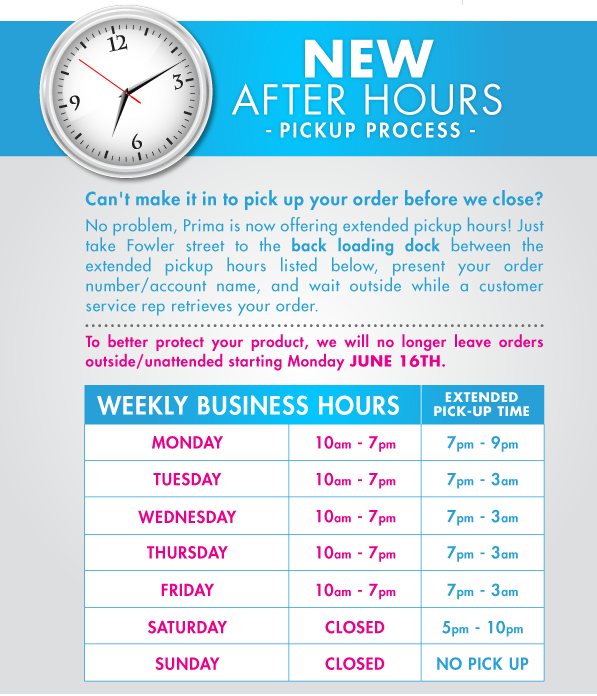 12
3
6
9
NEW
AFTER HOURS
- PICKUP PROCESS -
Can't make it in to pick up your order before we close?
No problem, Prima is now offering extended pickup hours! Just
take Fowler street to the back loading dock between the
extended pickup hours listed below, present your order
number/account name, and wait outside while a customer
service rep retrieves your order.
To better protect your product, we will no longer leave orders
outside/unattended starting Monday JUNE 16TH.
WEEKLY BUSINESS HOURS EXTENDED
PICK-UP TIME
MONDAY 10am - 7pm 7pm - 9pm
TUESDAY 10am - 7pm 7pm - 3am
WEDNESDAY 10am - 7pm 7pm - 3am
THURSDAY 10am - 7pm 7pm - 3am
FRIDAY 10am - 7pm 7pm - 3am
SATURDAY CLOSED 5pm - 10pm
SUNDAY CLOSED NO PICK UP